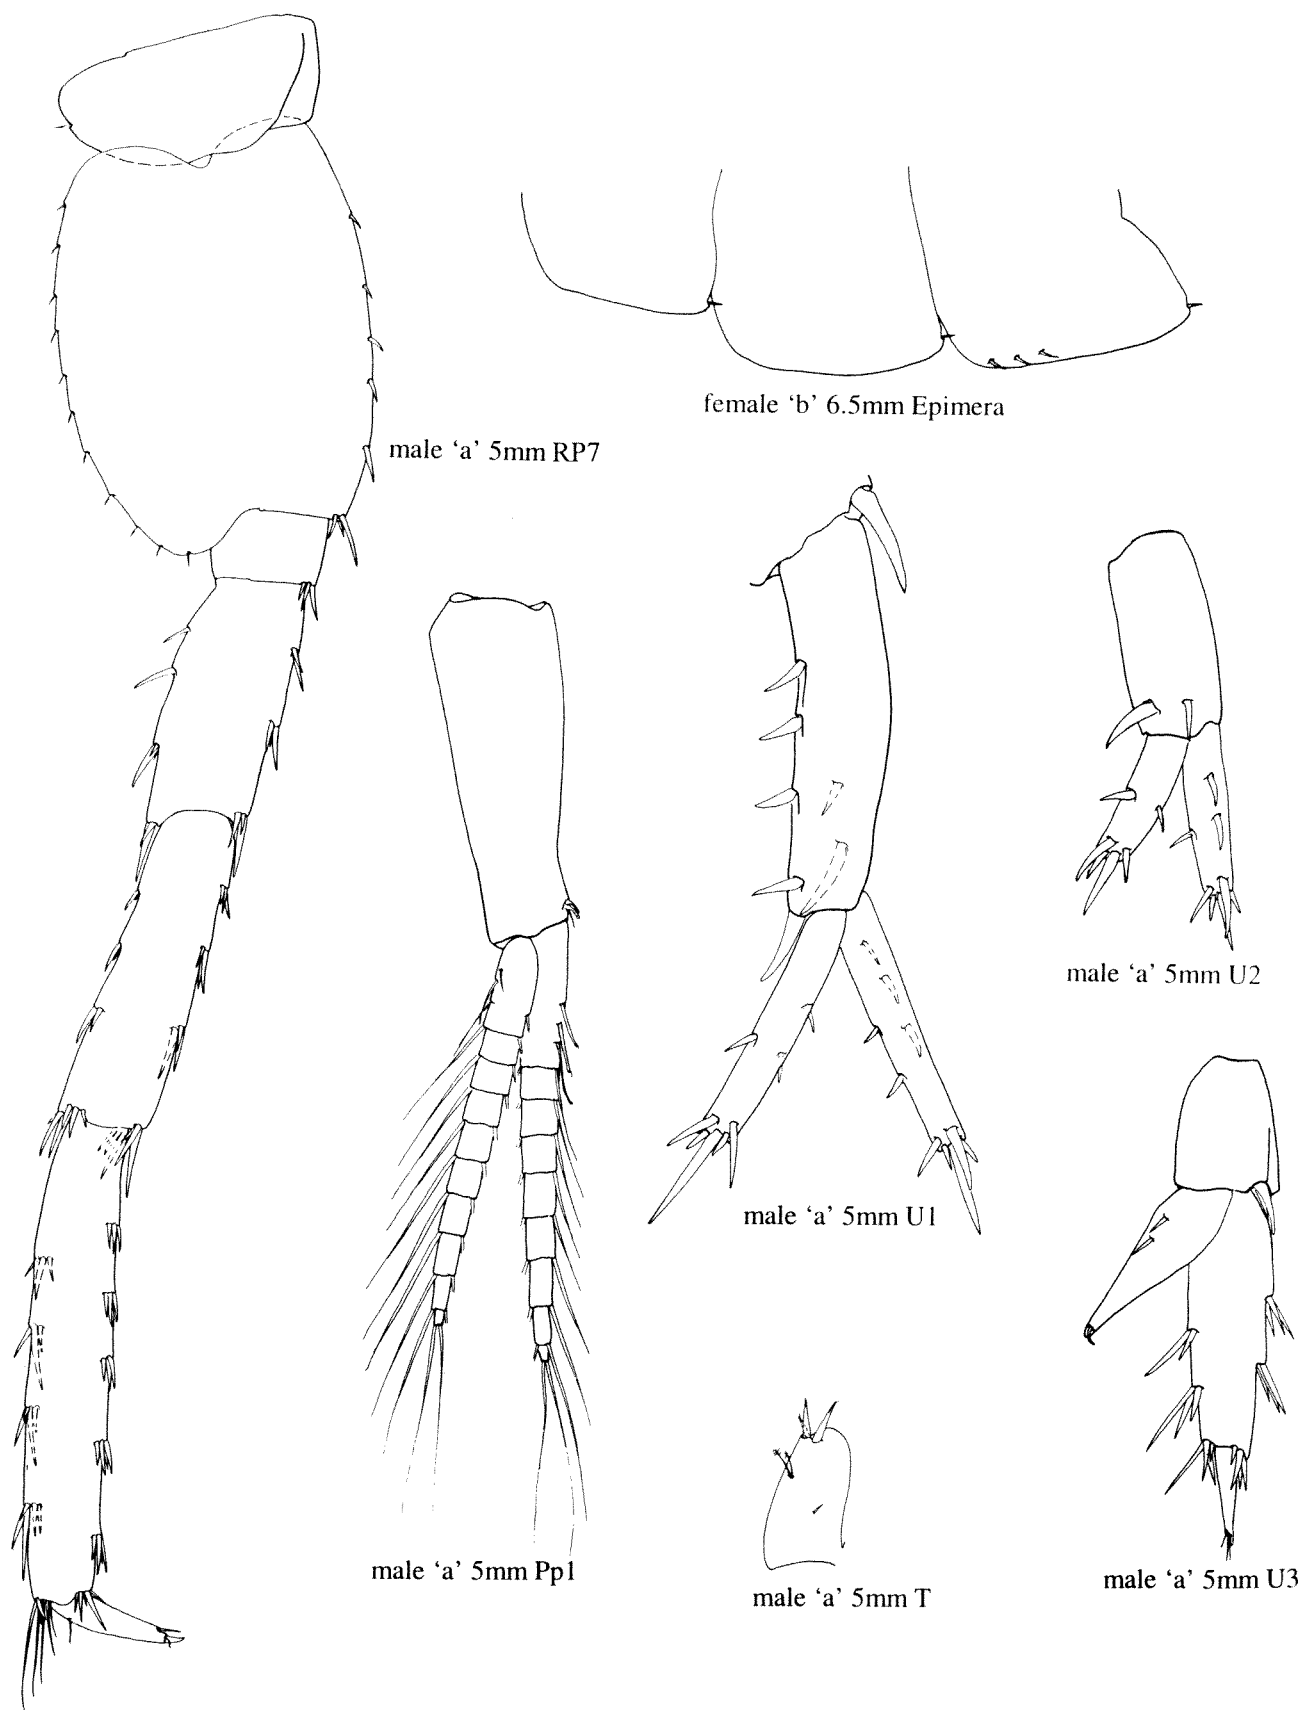 female ‘b’ 6.5mm Epimera
male ‘a’ 5mm RP7
male ‘a’ 5mm U2
male ‘a’ 5mm U1
male ‘a’ 5mm Pp1
male ‘a’ 5mm T
male ‘a’ 5mm U3